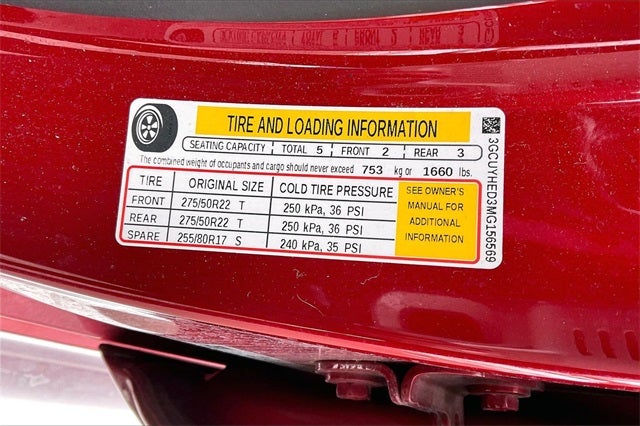 TIRE AND LOADING INFORMATION
SEATING CAPACITY TOTAL 5 FRONT 2 REAR 3
The combined weight of occupants and cargo should never exceed 753 kg or 1660 lbs.
TIRE ORIGINAL SIZE COLD TIRE PRESSURE
FRONT 275/50R22 T 250 kPa, 36 PSI
REAR 275/50R22 T 250 kPa, 36 PSI
SPARE 255/80R17 S 240 kPa, 35 PSI
SEE OWNER'S
MANUAL FOR
ADDITIONAL
INFORMATION
3GCUYHED3MG156569